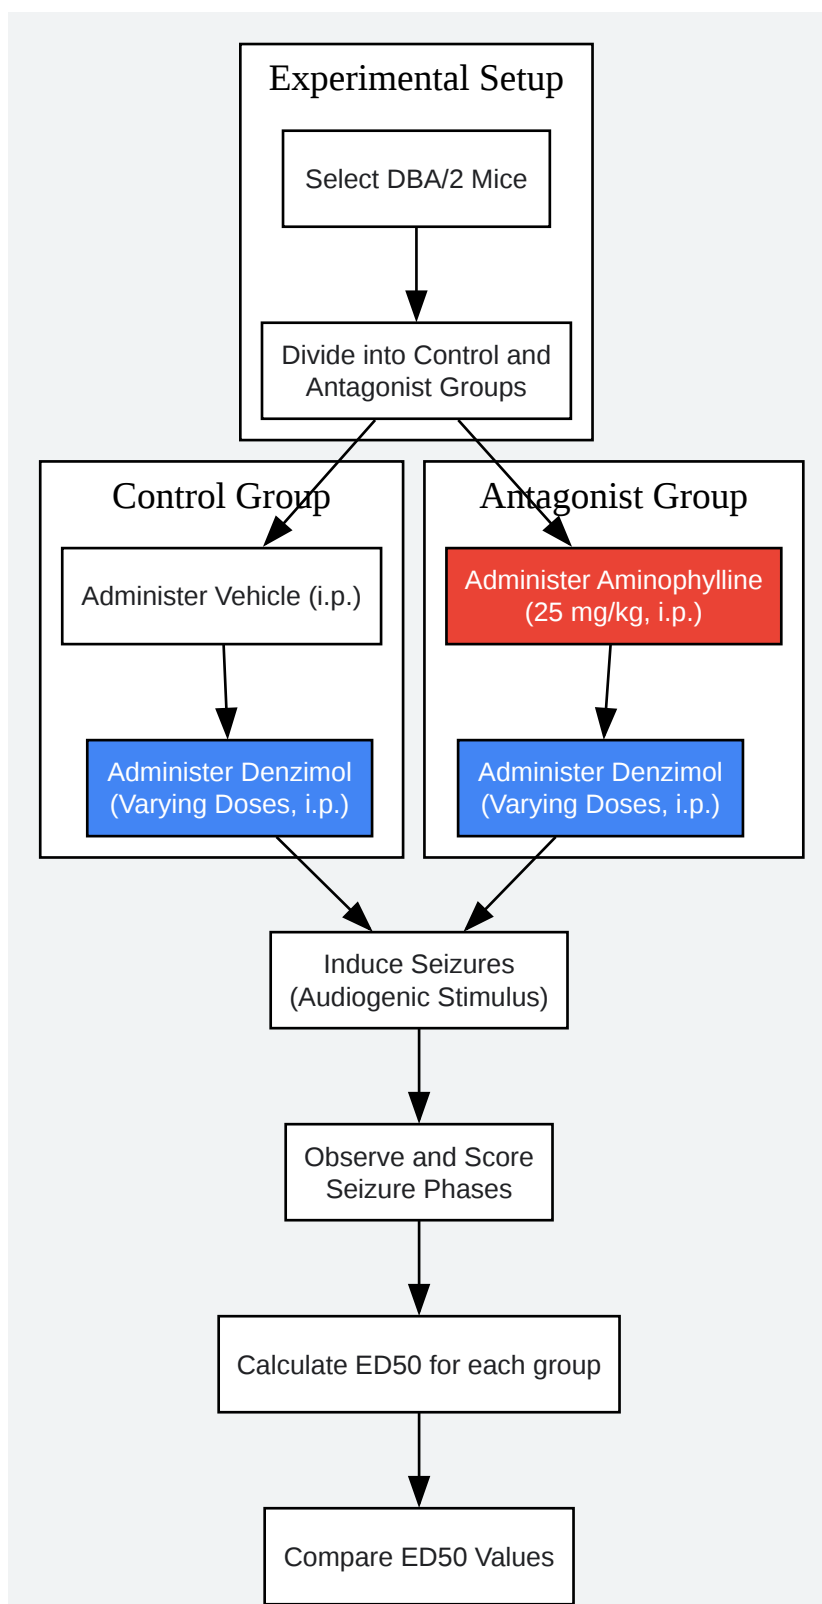 Experimental Setup
Select DBA/2 Mice
Divide into Control and
Antagonist Groups
Control Group
Administer Vehicle (i.p.)
Administer Denzimol
(Varying Doses, i.p.)
Antagonist Group
Administer Aminophylline
(25 mg/kg, i.p.)
Administer Denzimol
(Varying Doses, i.p.)
Induce Seizures
(Audiogenic Stimulus)
Observe and Score
Seizure Phases
Calculate ED50 for each group
Compare ED50 Values